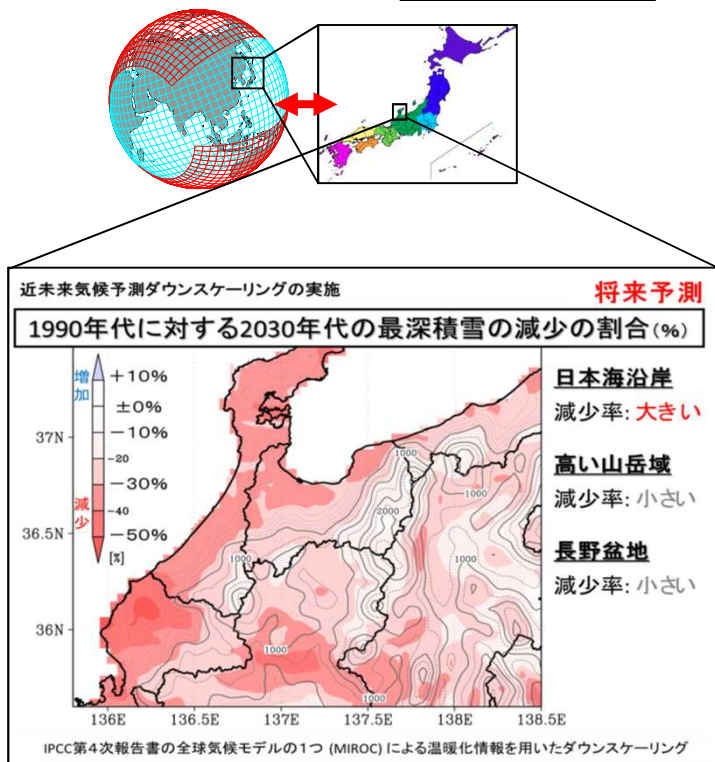 近未来気候予測ダウンスケーリングの実施
将来予測
1990年代に対する2030年代の最深積雪の減少の割合(%)
増加
+10%
±0%
-10%
-20
-30%
-40
-50%
[%]
減少
37N
36.5N
36N
136E
136.5E
137E
137.5E
138E
138.5E
1000
1000
2000
1000
1000
1000
1000
日本海沿岸
減少率: 大きい
高い山岳域
減少率: 小さい
長野盆地
減少率: 小さい
IPCC第4次報告書の全球気候モデルの1つ (MIROC) による温暖化情報を用いたダウンスケーリング